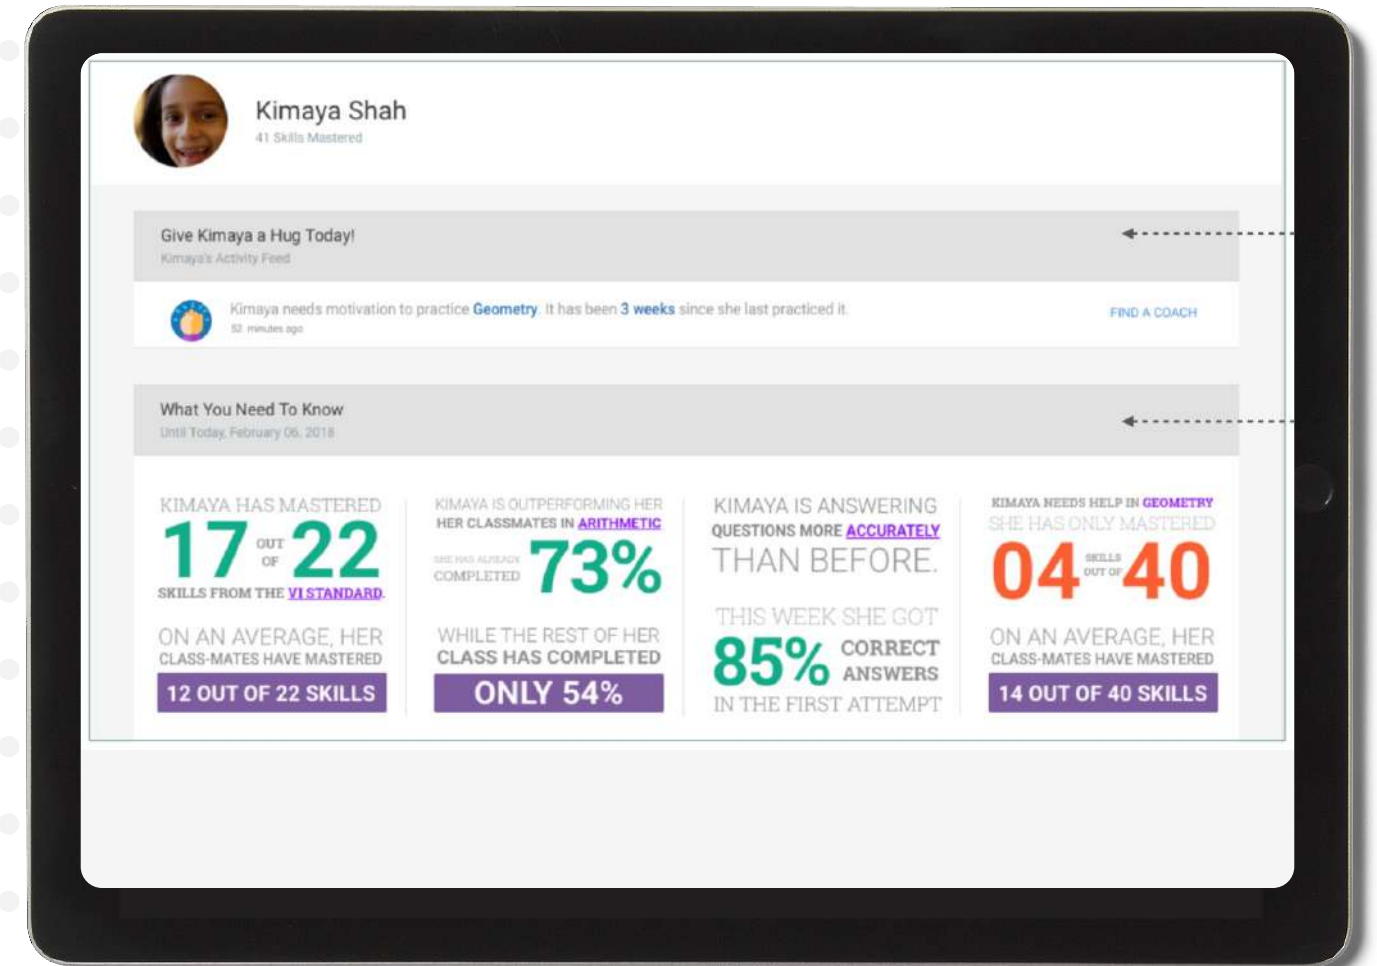 Kimaya Shah
41 Skills Mastered
Give Kimaya a Hug Today!
Kimaya's Activity Feed
Kimaya needs motivation to practice Geometry. It has been 3 weeks since she last practiced it.
52 minutes ago
FIND A COACH
What You Need To Know
Until Today, February 06, 2018
KIMAYA HAS MASTERED
17 OUT OF 22
SKILLS FROM THE VI STANDARD.
ON AN AVERAGE, HER
CLASS-MATES HAVE MASTERED
12 OUT OF 22 SKILLS
KIMAYA IS OUTPERFORMING HER
HER CLASSMATES IN ARITHMETIC
SHE HAS ALREADY
COMPLETED 73%
WHILE THE REST OF HER
CLASS HAS COMPLETED
ONLY 54%
KIMAYA IS ANSWERING
QUESTIONS MORE ACCURATELY
THAN BEFORE.
THIS WEEK SHE GOT
85% CORRECT
ANSWERS
IN THE FIRST ATTEMPT
KIMAYA NEEDS HELP IN GEOMETRY
SHE HAS ONLY MASTERED
04 SKILLS OUT OF 40
ON AN AVERAGE, HER
CLASS-MATES HAVE MASTERED
14 OUT OF 40 SKILLS